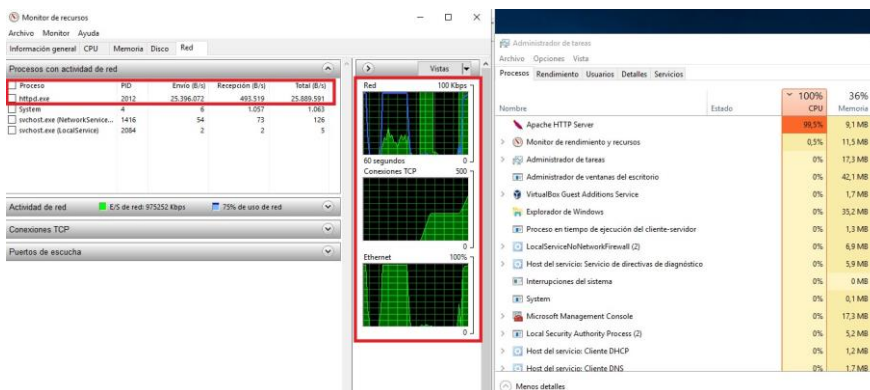 Monitor de recursos
Archivo Monitor Ayuda
Información general CPU Memoria Disco Red
Procesos con actividad de red
Proceso PID Envío (B/s) Recepción (B/s) Total (B/s)
httpd.exe 2012 25.396.072 493.519 25.889.591
System 4 6 1.057 1.063
svchost.exe (NetworkService... 1416 54 73 126
svchost.exe (LocalService) 2084 2 2 5
Actividad de red E/S de red: 975252 Kbps 75% de uso de red
Conexiones TCP
Puertos de escucha
Vistas
Red 100 Kbps
60 segundos 0
Conexiones TCP 500
0
Ethernet 100%
0
Administrador de tareas
Archivo Opciones Vista
Procesos Rendimiento Usuarios Detalles Servicios
100% 36%
Nombre Estado CPU Memoria
Apache HTTP Server 99,5% 9,1 MB
Monitor de rendimiento y recursos 0,5% 11,5 MB
Administrador de tareas 0% 17,3 MB
Administrador de ventanas del escritorio 0% 42,1 MB
VirtualBox Guest Additions Service 0% 1,7 MB
Explorador de Windows 0% 35,2 MB
Proceso en tiempo de ejecución del cliente-servidor 0% 1,3 MB
LocalServiceNoNetworkFirewall (2) 0% 6,9 MB
Host del servicio: Servicio de directivas de diagnóstico 0% 5,9 MB
Interrupciones del sistema 0% 0 MB
System 0% 0,1 MB
Microsoft Management Console 0% 17,3 MB
Local Security Authority Process (2) 0% 5,2 MB
Host del servicio: Cliente DHCP 0% 1,2 MB
Host del servicio: Cliente DNS 0% 1,7 MB
Menos detalles